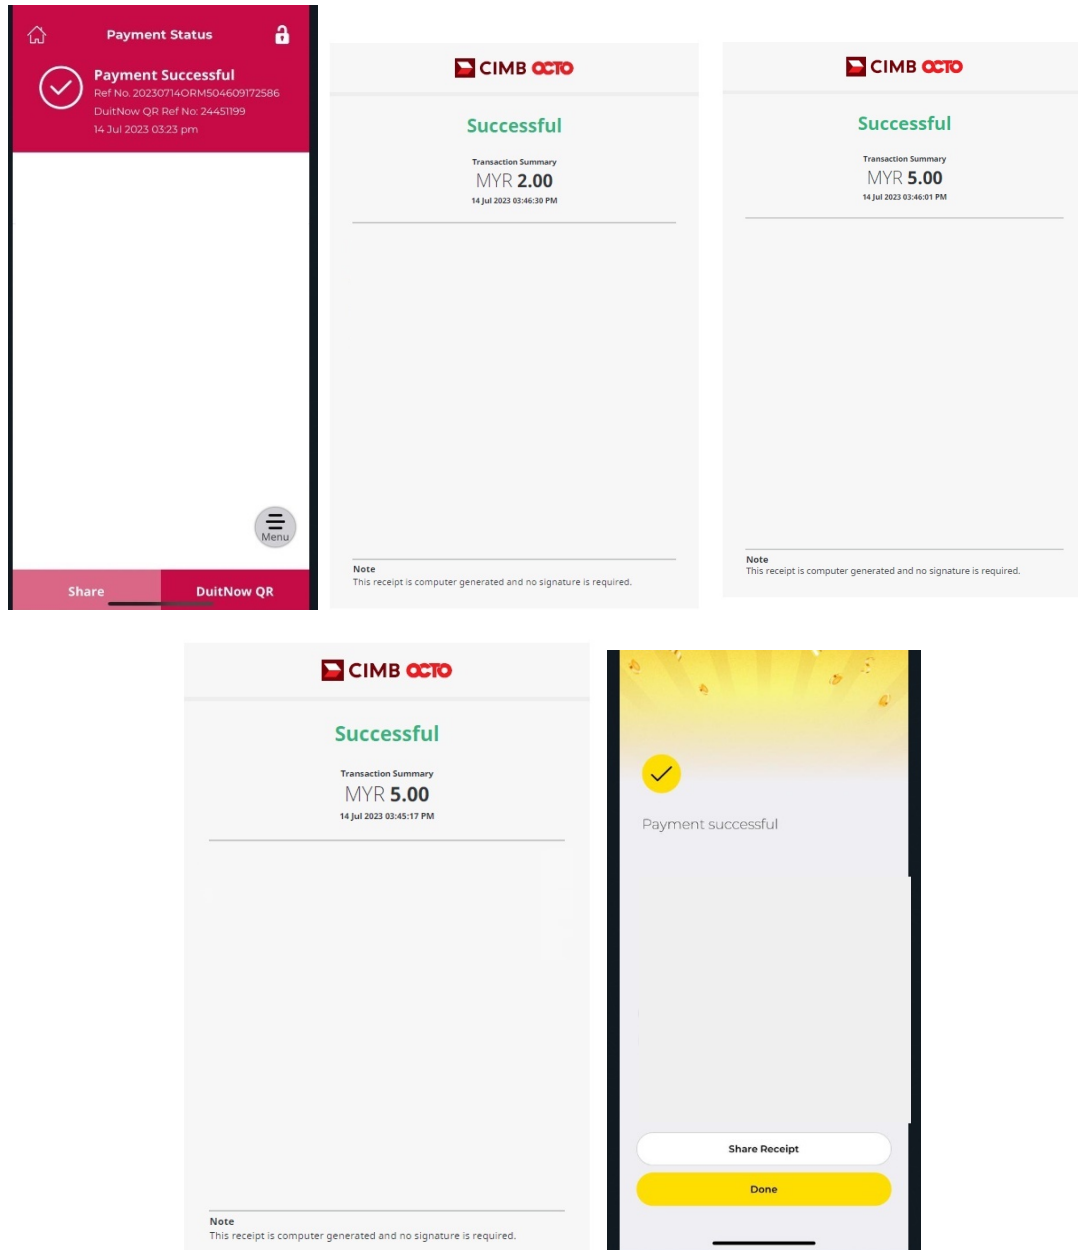 Payment Status
Payment Successful
Ref No. 20230714ORM504609172586
DuitNow QR Ref No: 24451199
14 Jul 2023 03:23 pm
Menu
Share
DuitNow QR
CIMB OCTO
Successful
Transaction Summary
MYR 2.00
14 Jul 2023 03:46:30 PM
Note
This receipt is computer generated and no signature is required.
CIMB OCTO
Successful
Transaction Summary
MYR 5.00
14 Jul 2023 03:46:01 PM
Note
This receipt is computer generated and no signature is required.
CIMB OCTO
Successful
Transaction Summary
MYR 5.00
14 Jul 2023 03:45:17 PM
Note
This receipt is computer generated and no signature is required.
Payment successful
Share Receipt
Done